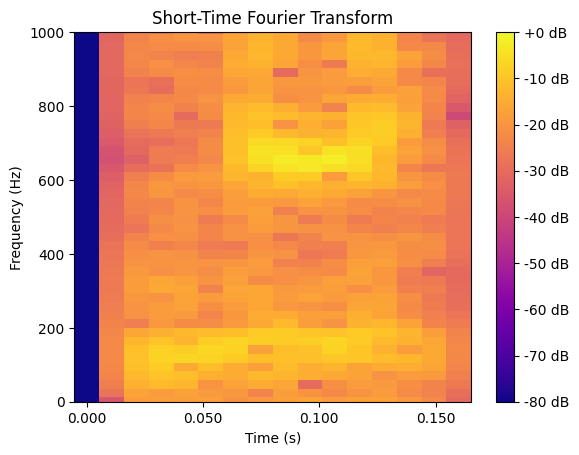 Short-Time Fourier Transform
Frequency (Hz)
1000
800
600
400
200
0
0.000
0.050
0.100
0.150
Time (s)
+0 dB
-10 dB
-20 dB
-30 dB
-40 dB
-50 dB
-60 dB
-70 dB
-80 dB